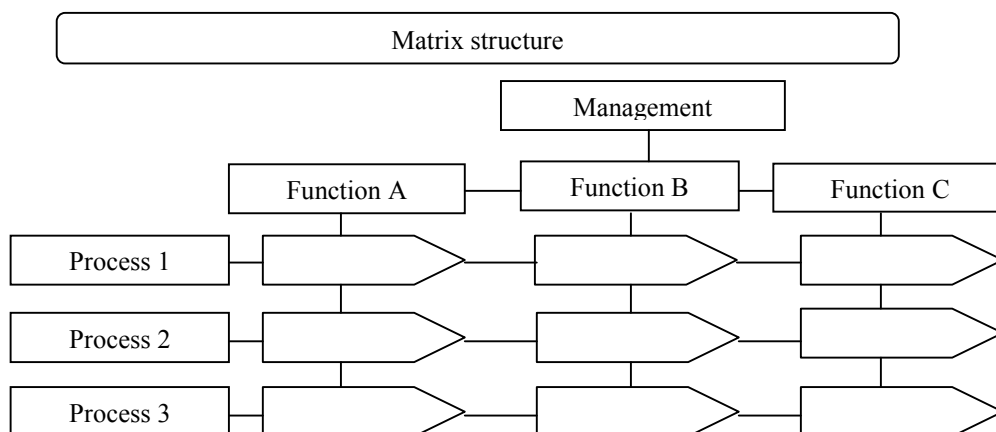 Matrix structure
Management
Function A
Function B
Function C
Process 1
Process 2
Process 3